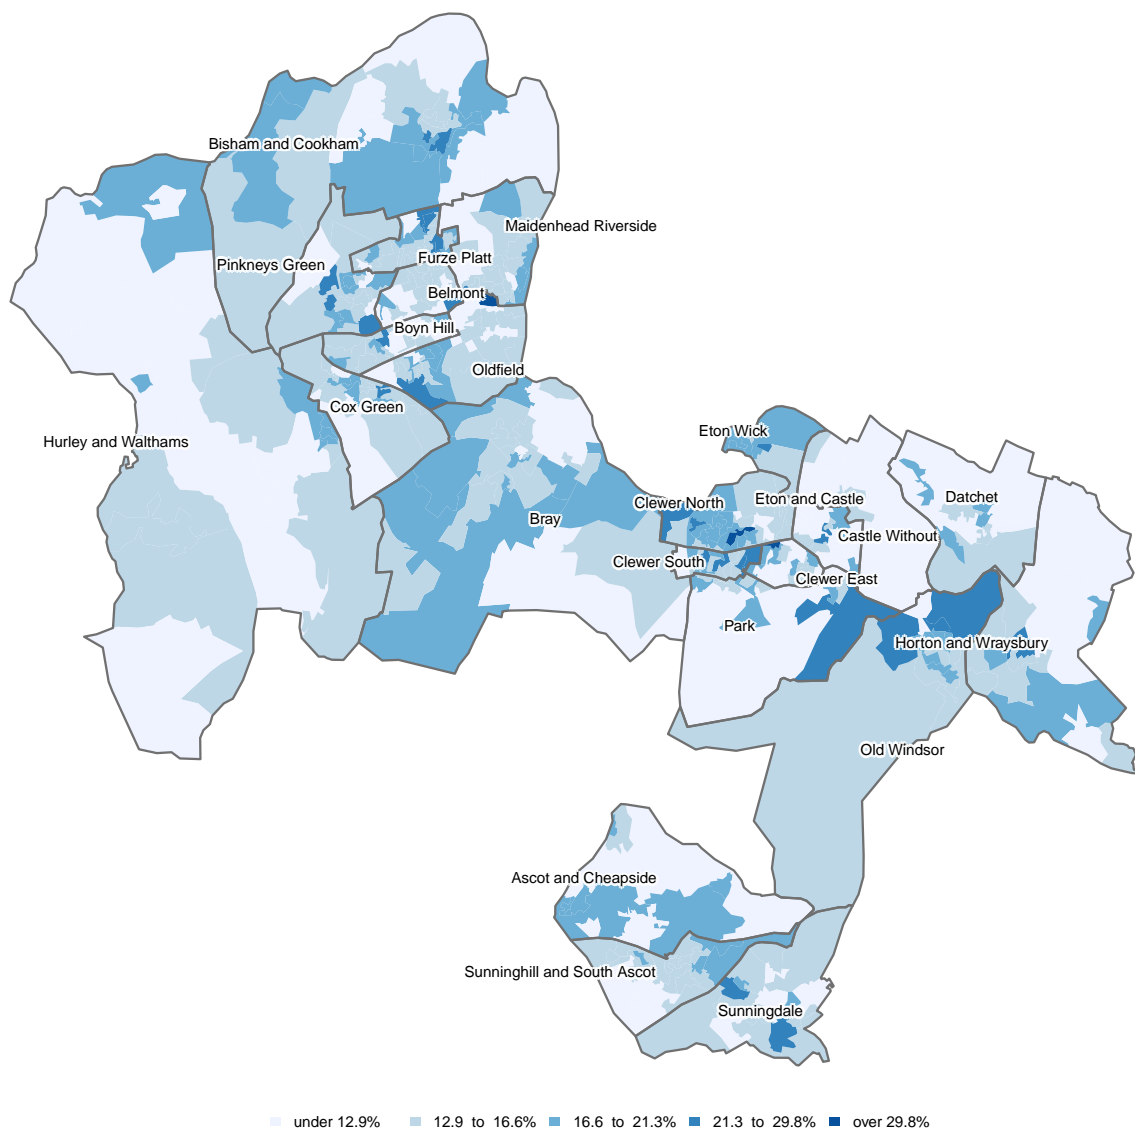 Bisham and Cookham
Maidenhead Riverside
Furze Platt
Pinkneys Green
Belmont
Boyn Hill
Oldfield
Cox Green
Eton Wick
Hurley and Walthams
Datchet
Eton and Castle
Clewer North
Bray
Castle Without
Clewer South
Clewer East
Park
Horton and Wraysbury
Old Windsor
Ascot and Cheapside
Sunninghill and South Ascot
Sunningdale
under 12.9% 12.9 to 16.6% 16.6 to 21.3% 21.3 to 29.8% over 29.8%